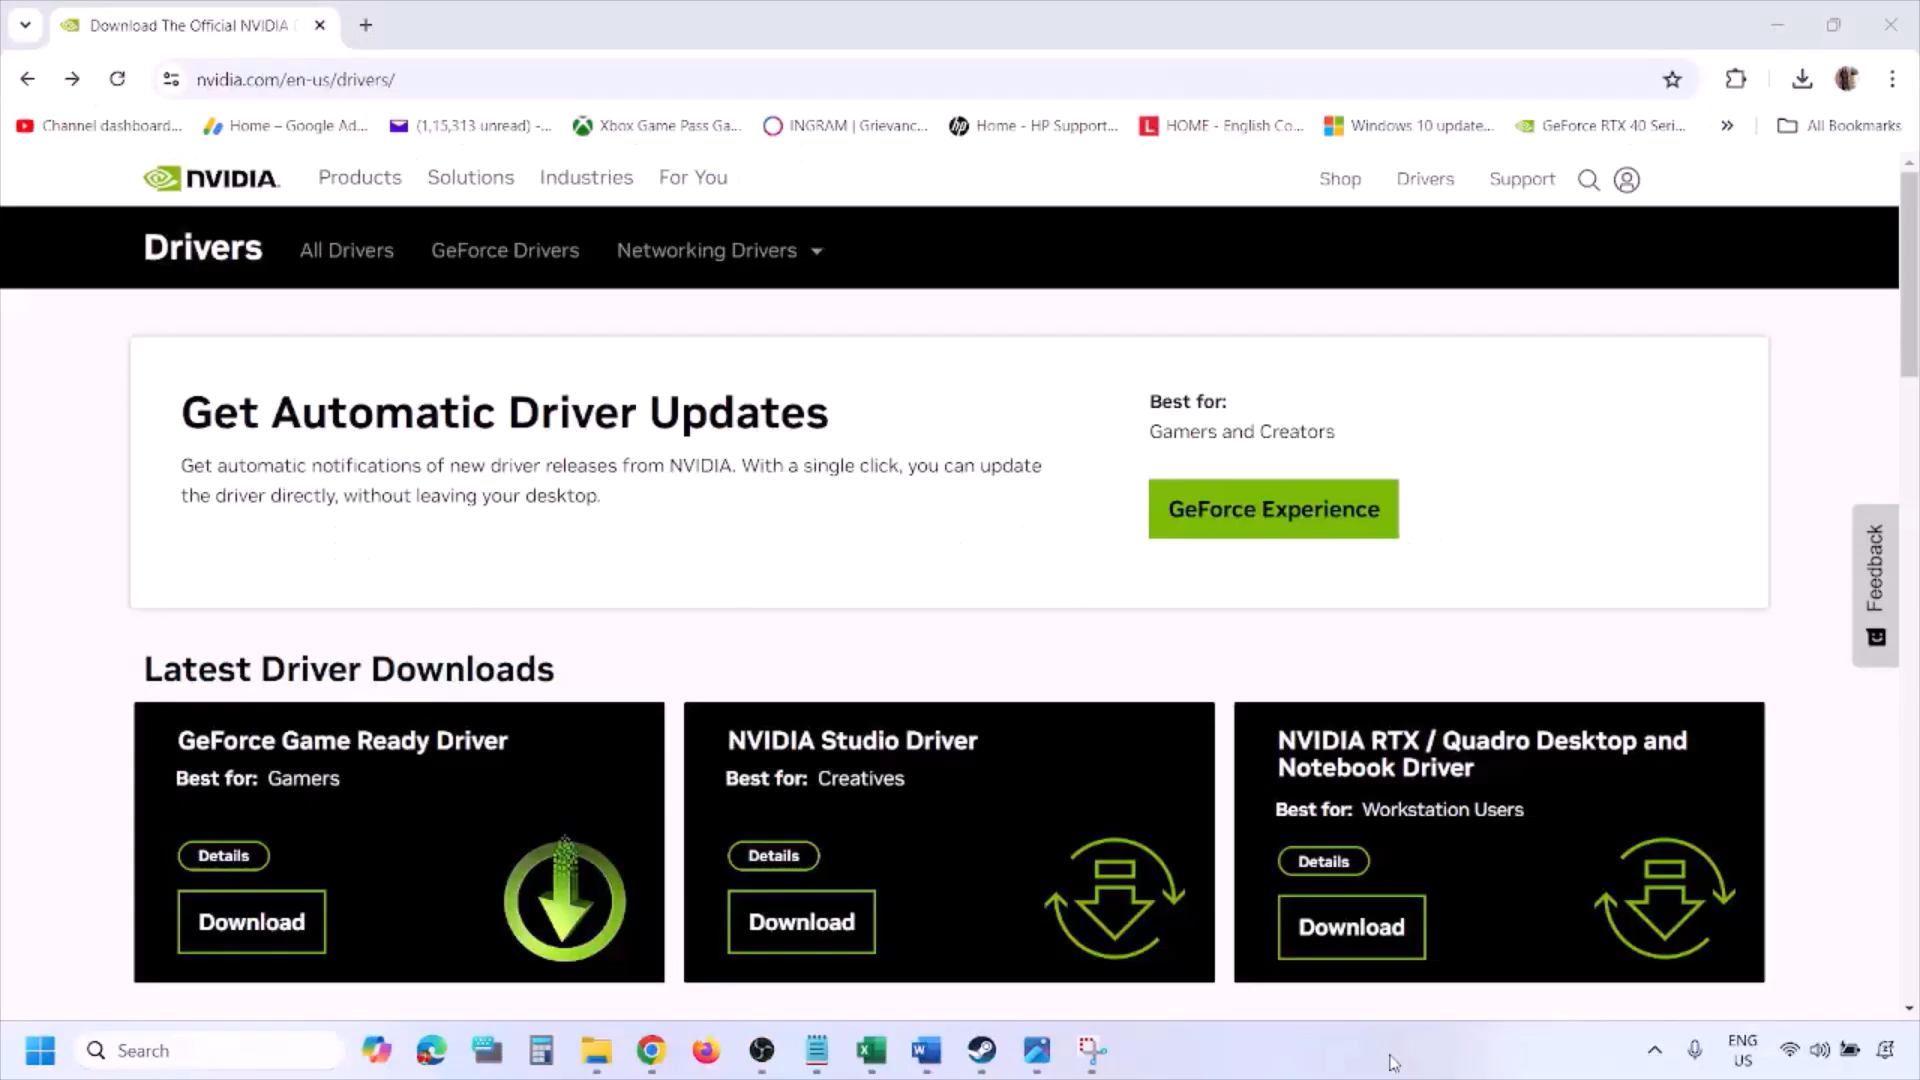 Download The Official NVIDIA
nvidia.com/en-us/drivers/
Channel dashboard...
Home – Google Ad...
(1,15,313 unread) -...
Xbox Game Pass Ga...
INGRAM | Grievanc...
Home - HP Support...
HOME - English Co...
Windows 10 update...
GeForce RTX 40 Seri...
All Bookmarks
NVIDIA.
Products
Solutions
Industries
For You
Shop
Drivers
Support
Drivers
All Drivers
GeForce Drivers
Networking Drivers
Get Automatic Driver Updates
Get automatic notifications of new driver releases from NVIDIA. With a single click, you can update
the driver directly, without leaving your desktop.
Best for:
Gamers and Creators
GeForce Experience
Feedback
Latest Driver Downloads
GeForce Game Ready Driver
Best for: Gamers
Details
Download
NVIDIA Studio Driver
Best for: Creatives
Details
Download
NVIDIA RTX / Quadro Desktop and
Notebook Driver
Best for: Workstation Users
Details
Download
Search
ENG
US